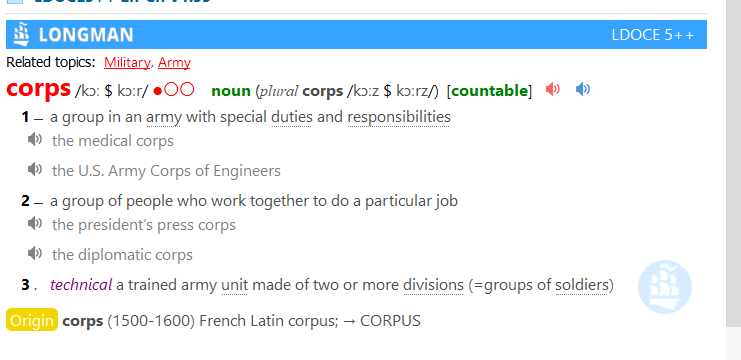 LONGMAN LDOCE 5++
Related topics: Military, Army
corps /kɔː $ kɔːr/ ●○○ noun (plural corps /kɔːz $ kɔːrz/) [countable]
1 – a group in an army with special duties and responsibilities
the medical corps
the U.S. Army Corps of Engineers
2 – a group of people who work together to do a particular job
the president’s press corps
the diplomatic corps
3 . technical a trained army unit made of two or more divisions (=groups of soldiers)
Origin corps (1500-1600) French Latin corpus; → CORPUS